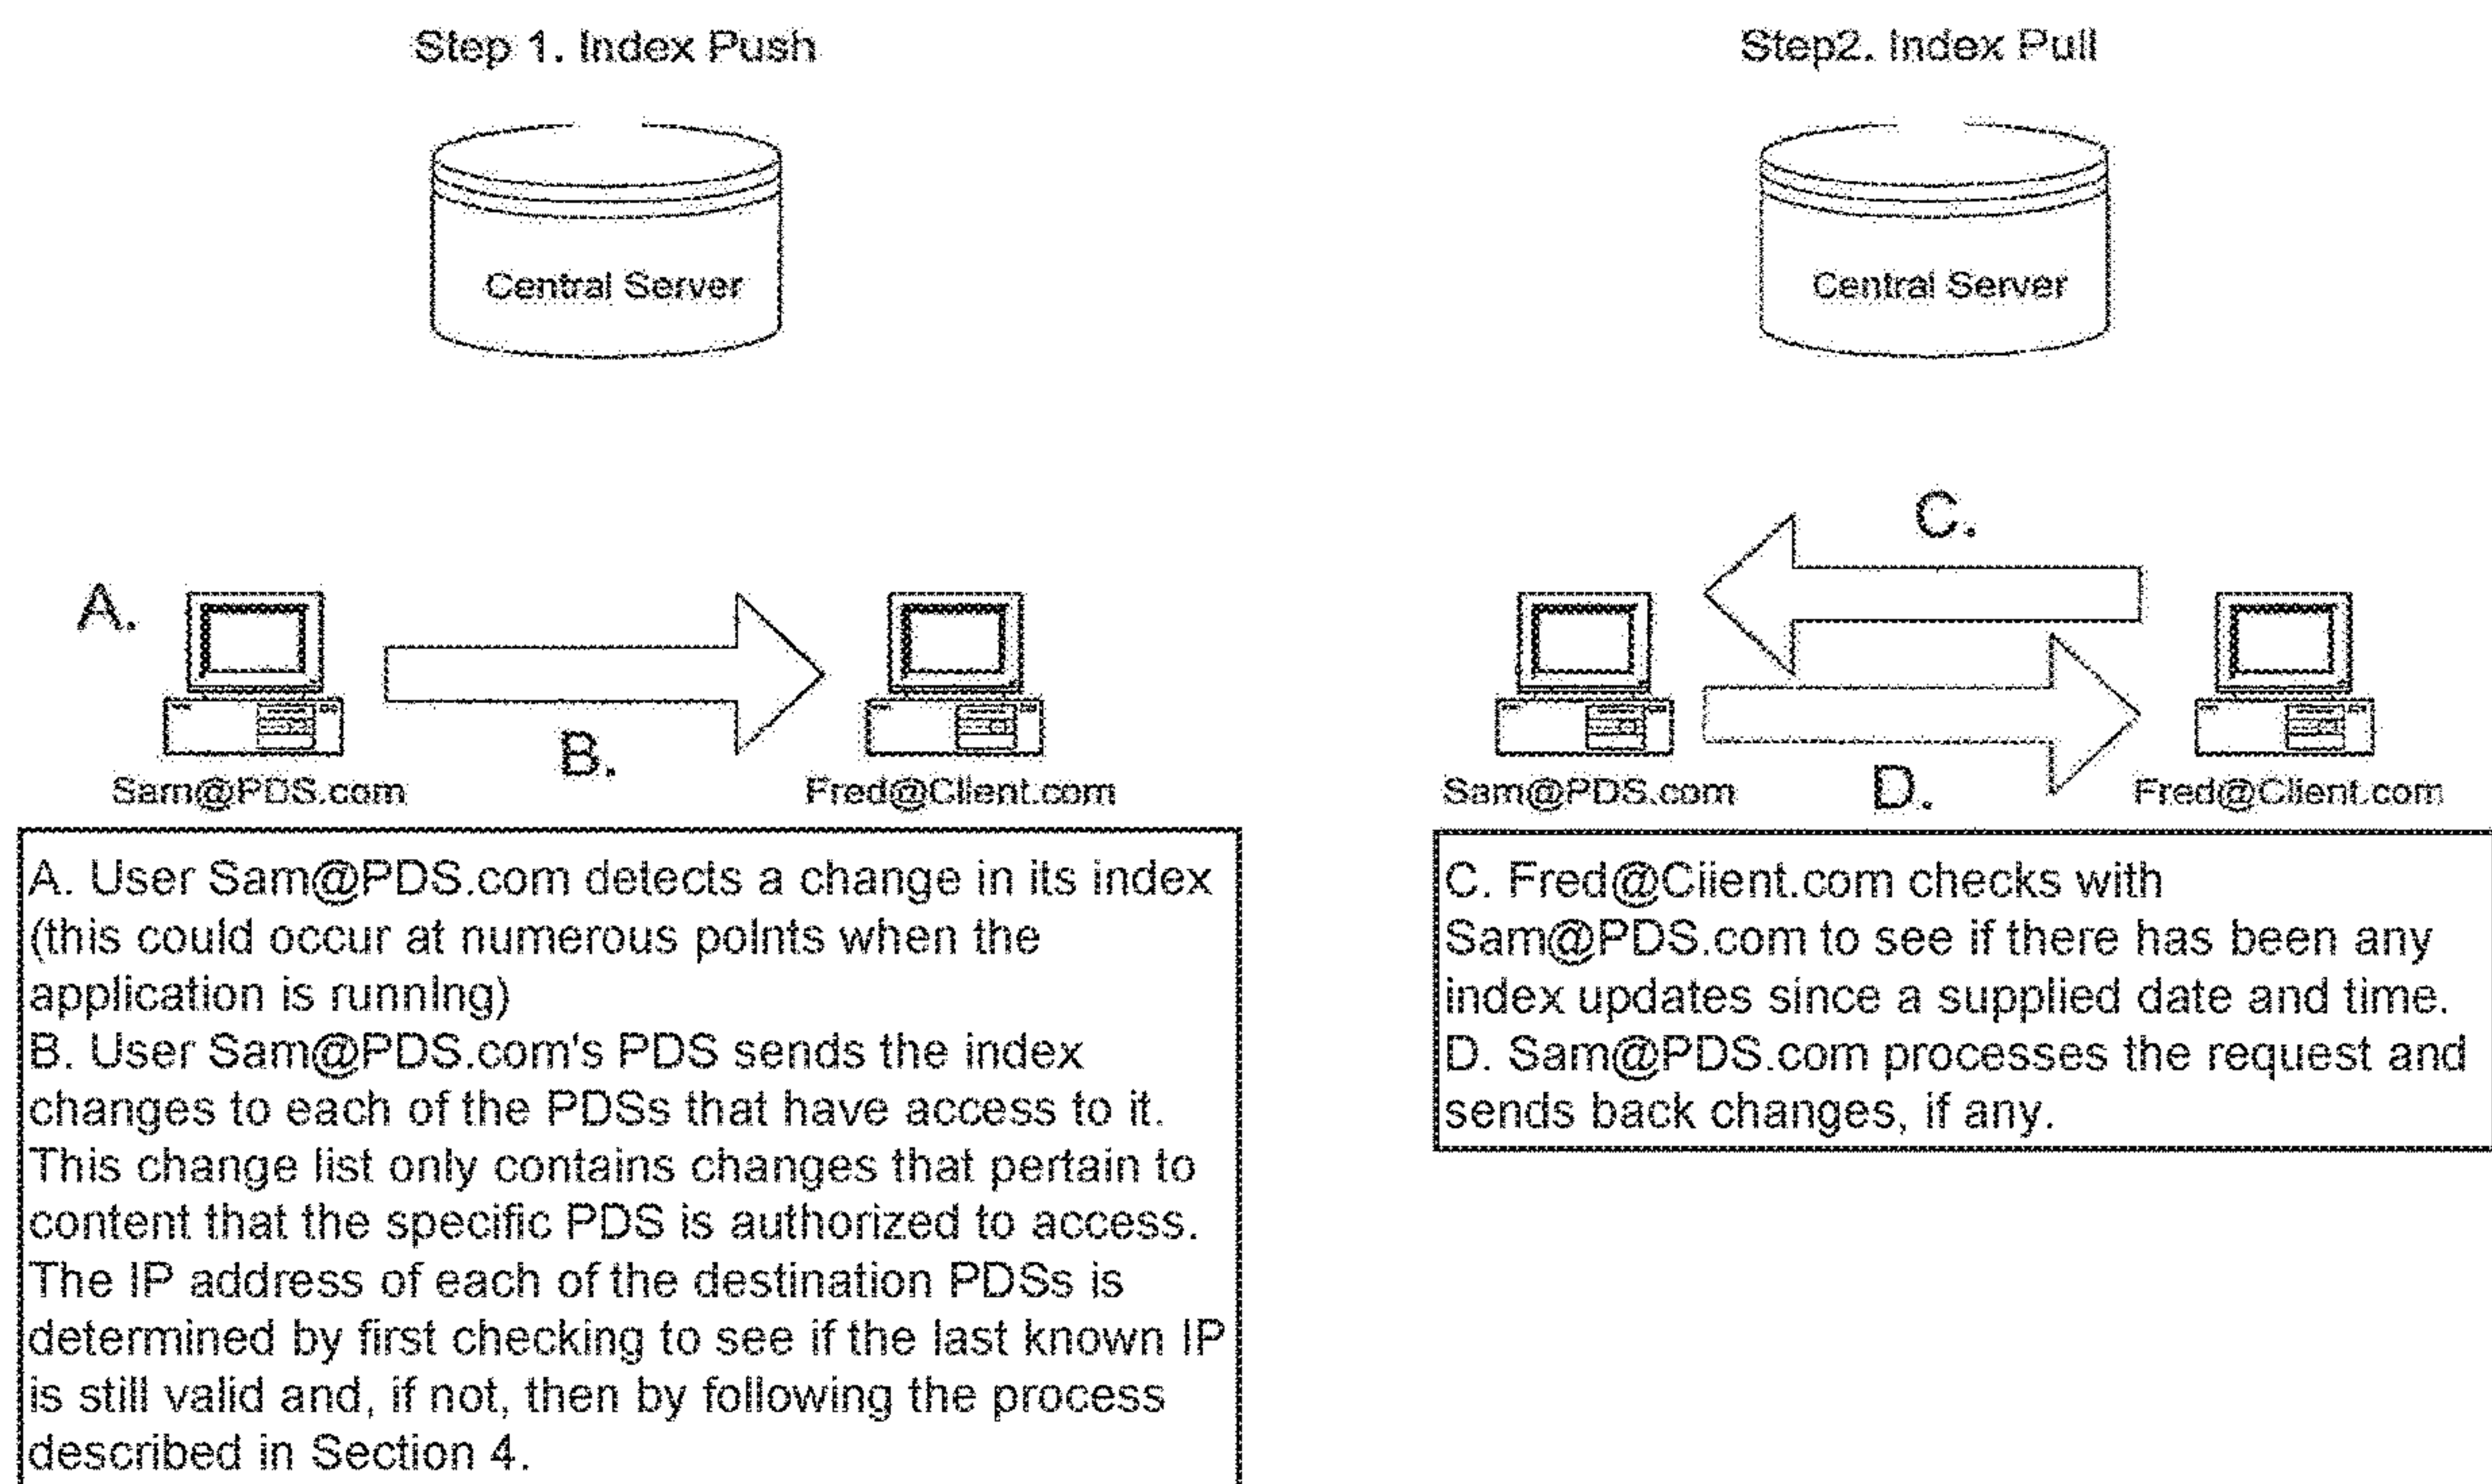 Step 1. Index Push
Central Server
A.
B.
Sam@PDS.com
Fred@Client.com
A. User Sam@PDS.com detects a change in its index
(this could occur at numerous points when the
application is running)
B. User Sam@PDS.com's PDS sends the index
changes to each of the PDSs that have access to it.
This change list only contains changes that pertain to
content that the specific PDS is authorized to access.
The IP address of each of the destination PDSs is
determined by first checking to see if the last known IP
is still valid and, if not, then by following the process
described in Section 4.
Step2. Index Pull
Central Server
C.
D.
Sam@PDS.com
Fred@Client.com
C. Fred@Client.com checks with
Sam@PDS.com to see if there has been any
index updates since a supplied date and time.
D. Sam@PDS.com processes the request and
sends back changes, if any.